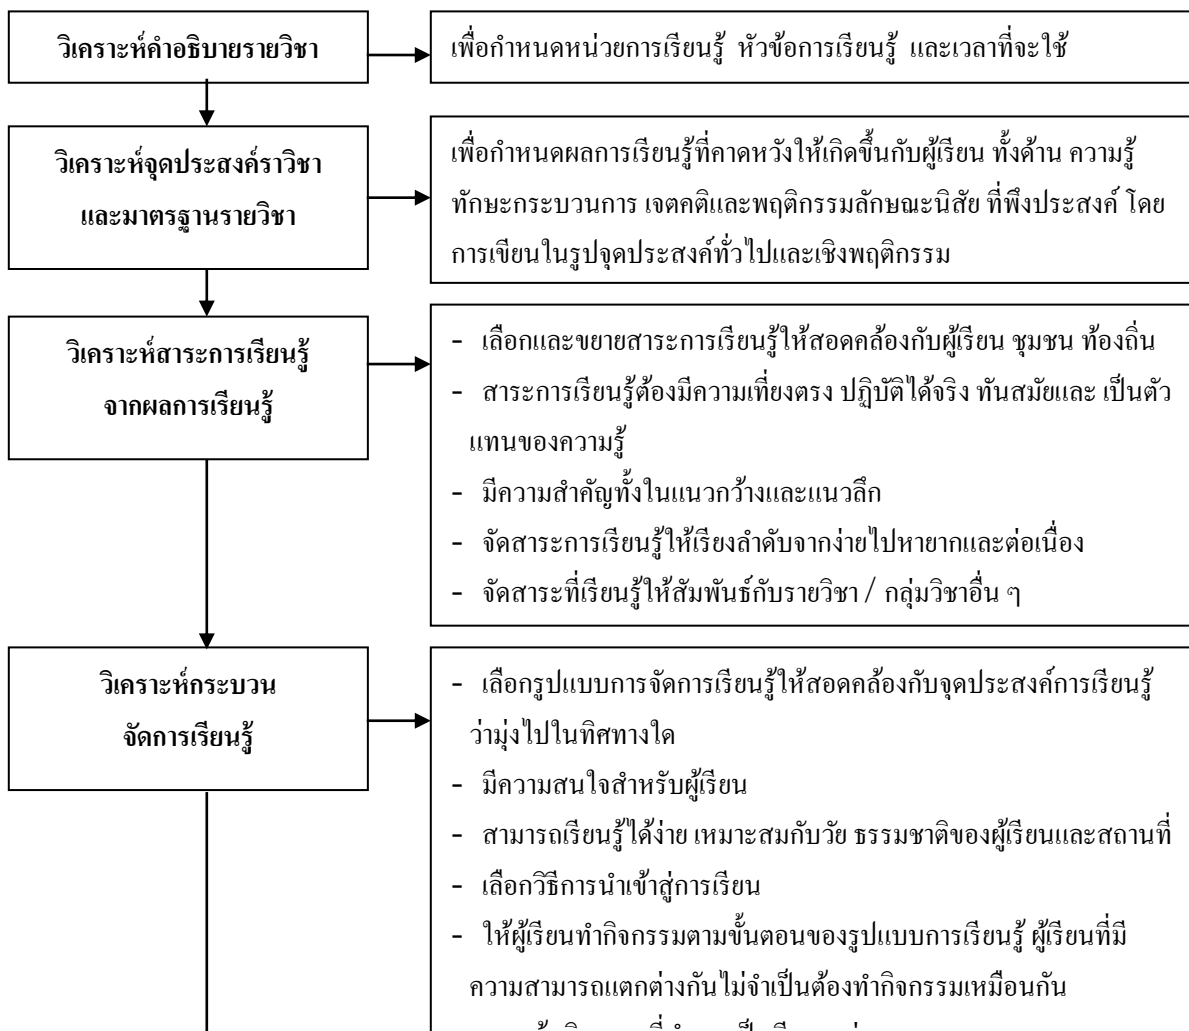 วิเคราะห์คำอธิบายรายวิชา
เพื่อกำหนดหน่วยการเรียนรู้ หัวข้อการเรียนรู้ และเวลาที่จะใช้
วิเคราะห์จุดประสงค์ราวิชา
และมาตรฐานรายวิชา
เพื่อกำหนดผลการเรียนรู้ที่คาดหวังให้เกิดขึ้นกับผู้เรียน ทั้งด้าน ความรู้
ทักษะกระบวนการ เจตคติและพฤติกรรมลักษณะนิสัย ที่พึงประสงค์ โดย
การเขียนในรูปจุดประสงค์ทั่วไปและเชิงพฤติกรรม
วิเคราะห์สาระการเรียนรู้
จากผลการเรียนรู้
- เลือกและขยายสาระการเรียนรู้ให้สอดคล้องกับผู้เรียน ชุมชน ท้องถิ่น
- สาระการเรียนรู้ต้องมีความเที่ยงตรง ปฏิบัติได้จริง ทันสมัยและ เป็นตัว
แทนของความรู้
- มีความสำคัญทั้งในแนวกว้างและแนวลึก
- จัดสาระการเรียนรู้ให้เรียงลำดับจากง่ายไปหายากและต่อเนื่อง
- จัดสาระที่เรียนรู้ให้สัมพันธ์กับรายวิชา / กลุ่มวิชาอื่น ๆ
วิเคราะห์กระบวน
จัดการเรียนรู้
- เลือกรูปแบบการจัดการเรียนรู้ให้สอดคล้องกับจุดประสงค์การเรียนรู้
ว่ามุ่งไปในทิศทางใด
- มีความสนใจสำหรับผู้เรียน
- สามารถเรียนรู้ได้ง่าย เหมาะสมกับวัย ธรรมชาติของผู้เรียนและสถานที่
- เลือกวิธีการนำเข้าสู่การเรียน
- ให้ผู้เรียนทำกิจกรรมตามขั้นตอนของรูปแบบการเรียนรู้ ผู้เรียนที่มี
ความสามารถแตกต่างกันไม่จำเป็นต้องทำกิจกรรมเหมือนกัน